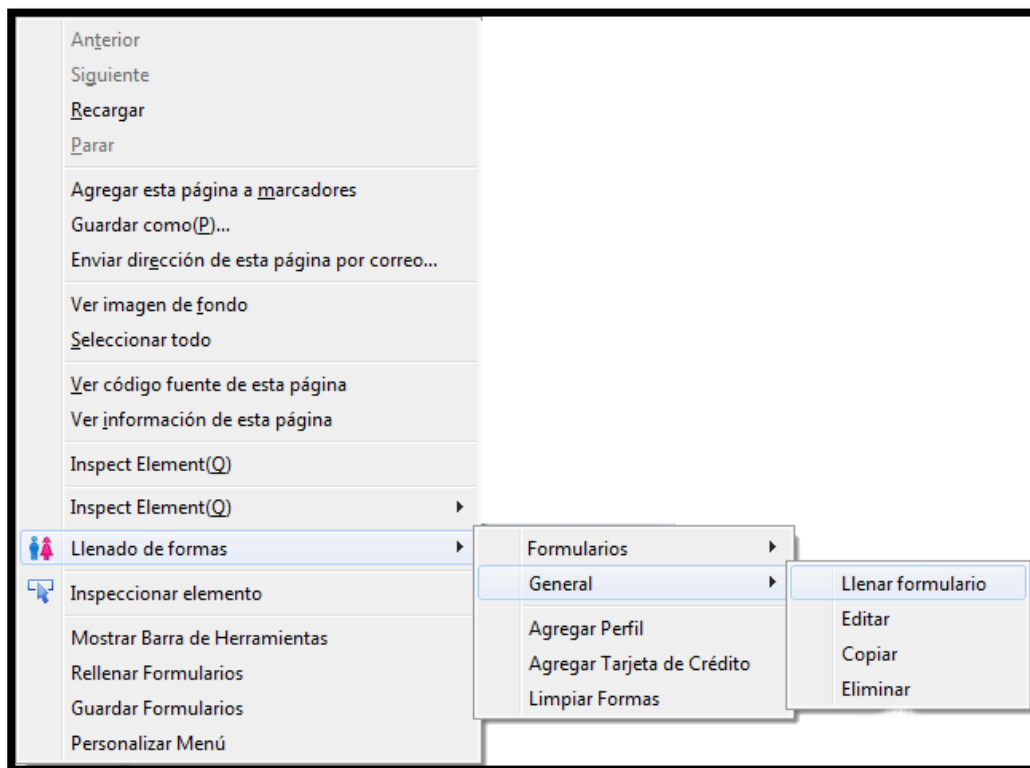 Anterior
Siguiente
Recargar
Parar
Agregar esta página a marcadores
Guardar como(P)...
Enviar dirección de esta página por correo...
Ver imagen de fondo
Seleccionar todo
Ver código fuente de esta página
Ver información de esta página
Inspect Element(Q)
Inspect Element(Q)
Llenado de formas
Inspeccionar elemento
Mostrar Barra de Herramientas
Rellenar Formularios
Guardar Formularios
Personalizar Menú
Formularios
General
Agregar Perfil
Agregar Tarjeta de Crédito
Limpiar Formas
Llenar formulario
Editar
Copiar
Eliminar